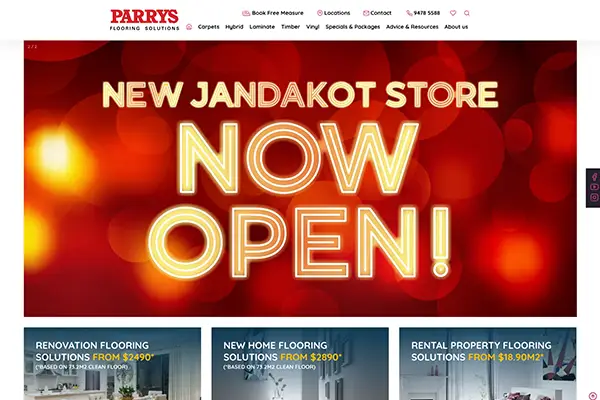 PARRYS
FLOORING SOLUTIONS
Book Free Measure Locations Contact 9478 5588
Carpets Hybrid Laminate Timber Vinyl Specials & Packages Advice & Resources About us
1 / 2
NEW JANDAKOT STORE
NOW
OPEN!
RENOVATION FLOORING
SOLUTIONS FROM $2490*
(*BASED ON 73.2M2 CLEAN FLOOR)
NEW HOME FLOORING
SOLUTIONS FROM $2890*
(*BASED ON 73.2M2 CLEAN FLOOR)
RENTAL PROPERTY FLOORING
SOLUTIONS FROM $18.90M2*